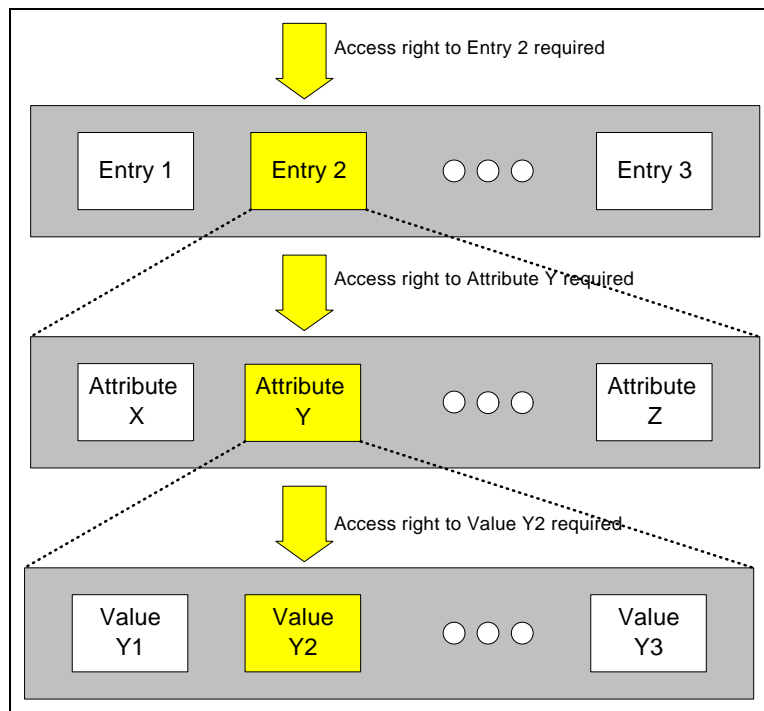 Access right to Entry 2 required
Entry 1
Entry 2
Entry 3
Access right to Attribute Y required
Attribute
X
Attribute
Y
Attribute
Z
Access right to Value Y2 required
Value
Y1
Value
Y2
Value
Y3